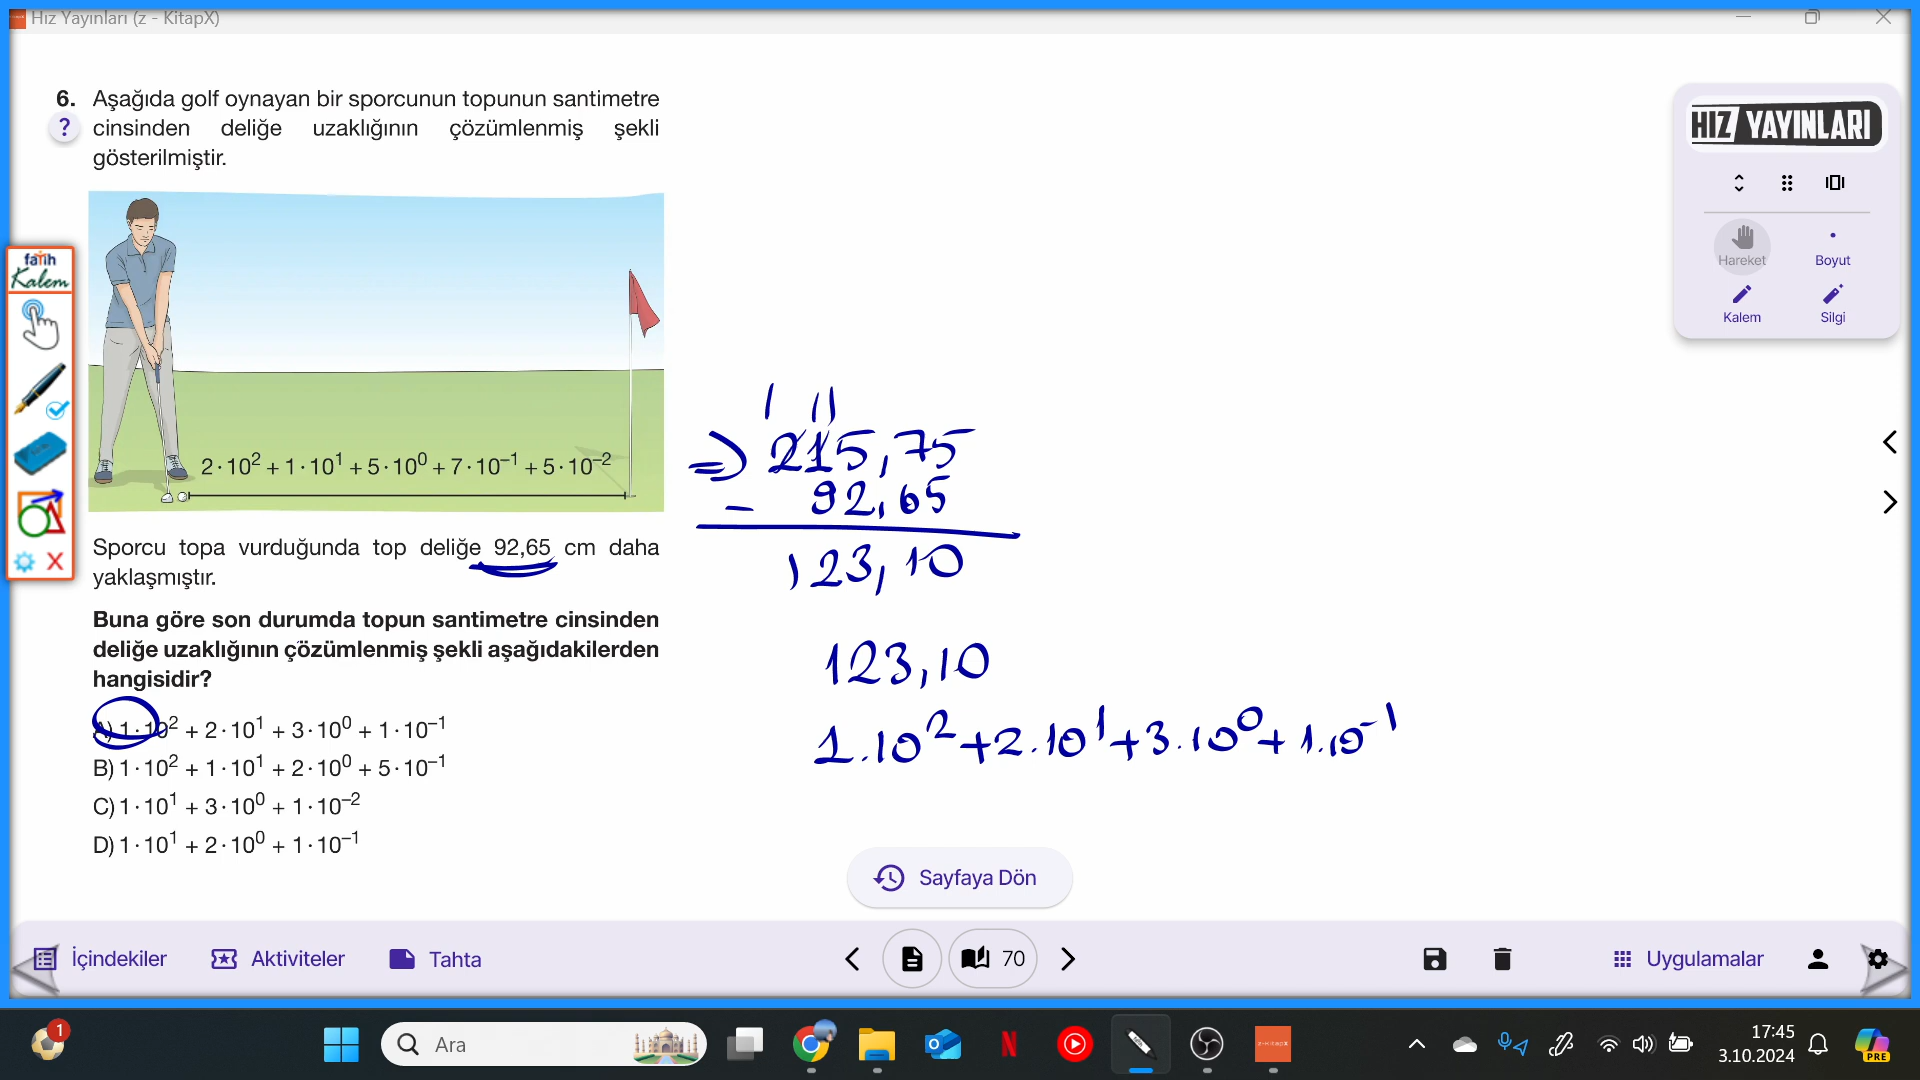 Hız Yayınları (z - KitapX)
6. Aşağıda golf oynayan bir sporcunun topunun santimetre
? cinsinden deliğe uzaklığının çözümlenmiş şekli
gösterilmiştir.
2·10² + 1·10¹ + 5·10⁰ + 7·10⁻¹ + 5·10⁻²
Sporcu topa vurduğunda top deliğe 92,65 cm daha
yaklaşmıştır.
Buna göre son durumda topun santimetre cinsinden
deliğe uzaklığının çözümlenmiş şekli aşağıdakilerden
hangisidir?
A) 1·10² + 2·10¹ + 3·10⁰ + 1·10⁻¹
B) 1·10² + 1·10¹ + 2·10⁰ + 5·10⁻¹
C) 1·10¹ + 3·10⁰ + 1·10⁻²
D) 1·10¹ + 2·10⁰ + 1·10⁻¹
fatih
Kalem
1 11
⇒ 215,75
- 92,65
123,10
123,10
1.10²+2.10¹+3.10⁰+1.10⁻¹
HIZ YAYINLARI
Hareket Boyut
Kalem Silgi
Sayfaya Dön
İçindekiler Aktiviteler Tahta 70 Uygulamalar
1 Ara N z-kitapX 17:45
3.10.2024
PRE